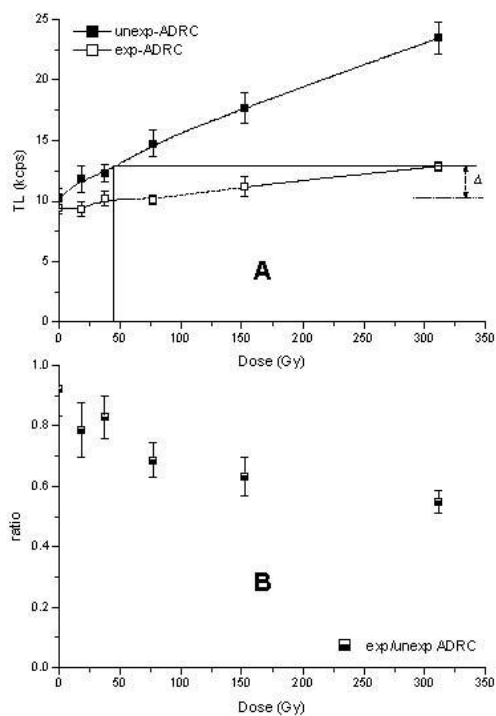 A
unexp-ADRC
exp-ADRC
25
20
15
10
5
0
TL (kcps)
Δ
A
0 50 100 150 200 250 300 350
Dose (Gy)
B
1.0
0.8
0.6
0.4
0.2
0.0
ratio
B
exp/unexp ADRC
0 50 100 150 200 250 300 350
Dose (Gy)